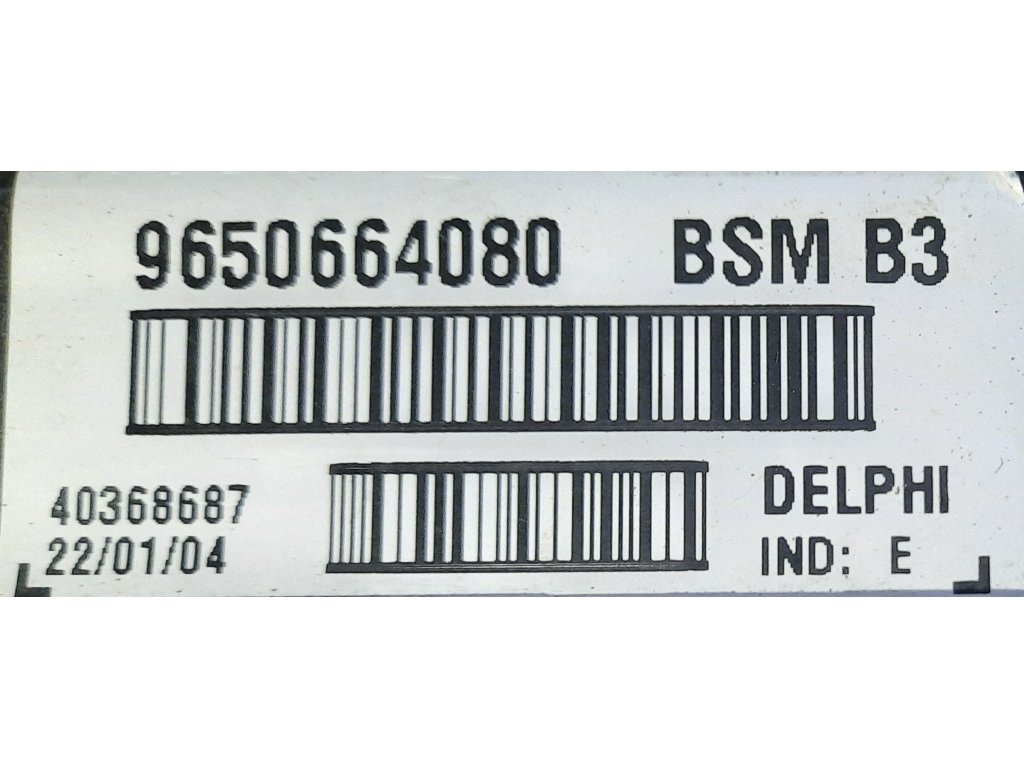 9650664080 BSM B3
40368687 DELPHI
22/01/04 IND: E